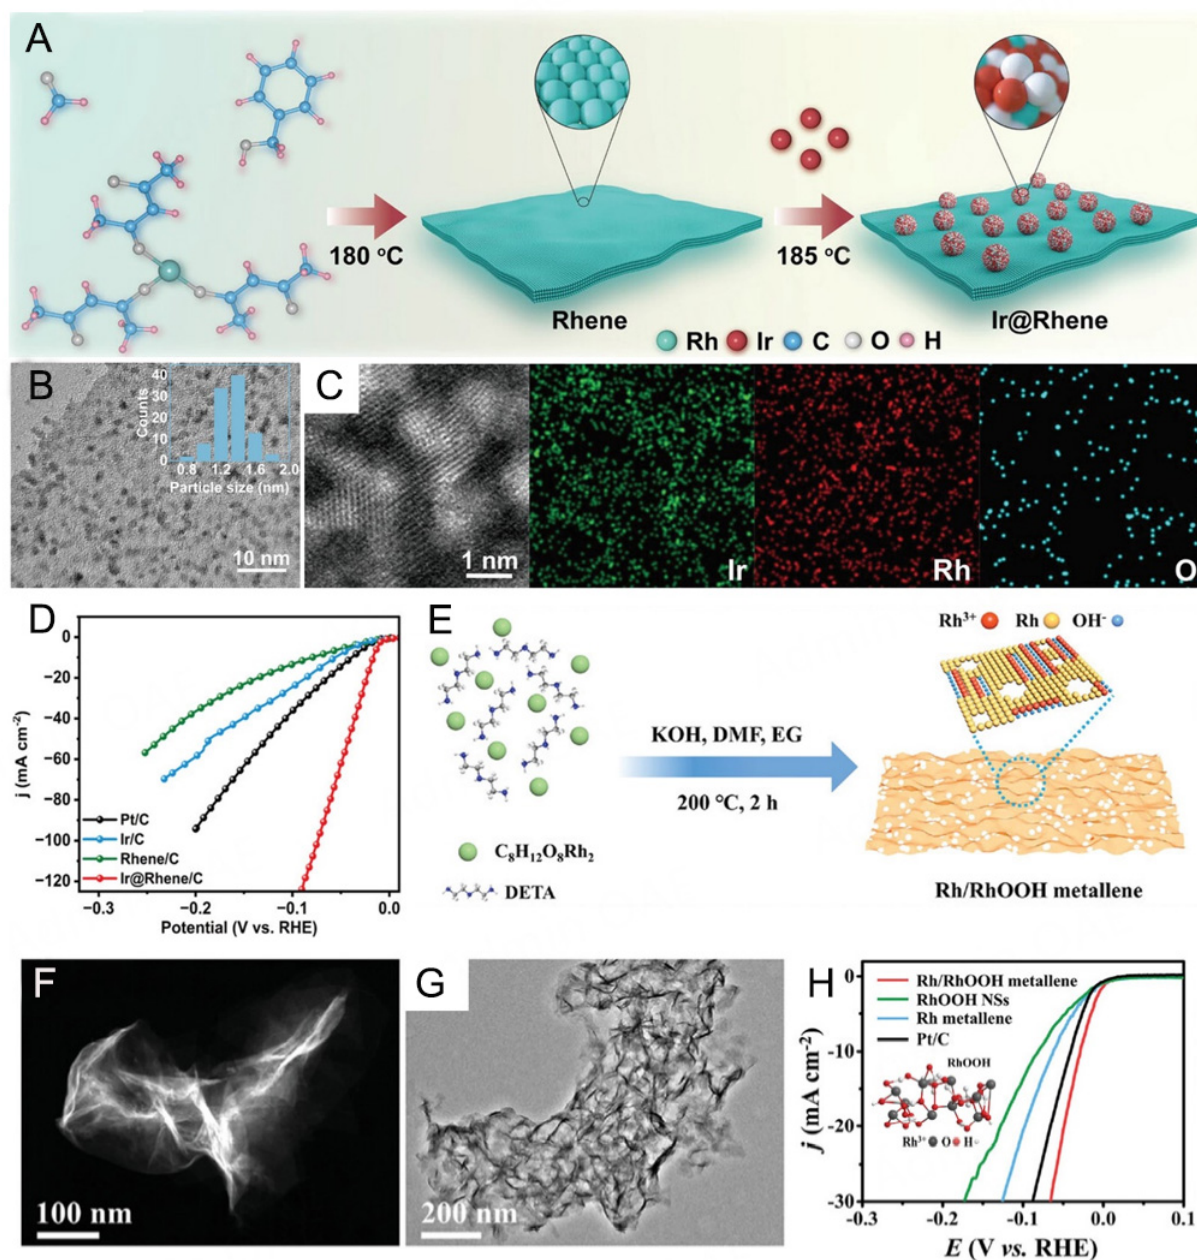 A
180 °C
185 °C
Rhene
Ir@Rhene
Rh Ir C O H
B
Counts
40
30
20
10
0
0.8 1.2 1.6 2.0
Particle size (nm)
10 nm
C
1 nm
Ir
Rh
O
D
j (mA cm⁻²)
0
−20
−40
−60
−80
−100
−120
Pt/C
Ir/C
Rhene/C
Ir@Rhene/C
−0.3 −0.2 −0.1 0.0
Potential (V vs. RHE)
E
Rh³⁺ Rh OH⁻
KOH, DMF, EG
200 °C, 2 h
C₈H₁₂O₈Rh₂
DETA
Rh/RhOOH metallene
F
100 nm
G
200 nm
H
j (mA cm⁻²)
0
-10
-20
-30
Rh/RhOOH metallene
RhOOH NSs
Rh metallene
Pt/C
RhOOH
Rh³⁺ O H
-0.3 -0.2 -0.1 0.0 0.1
E (V vs. RHE)